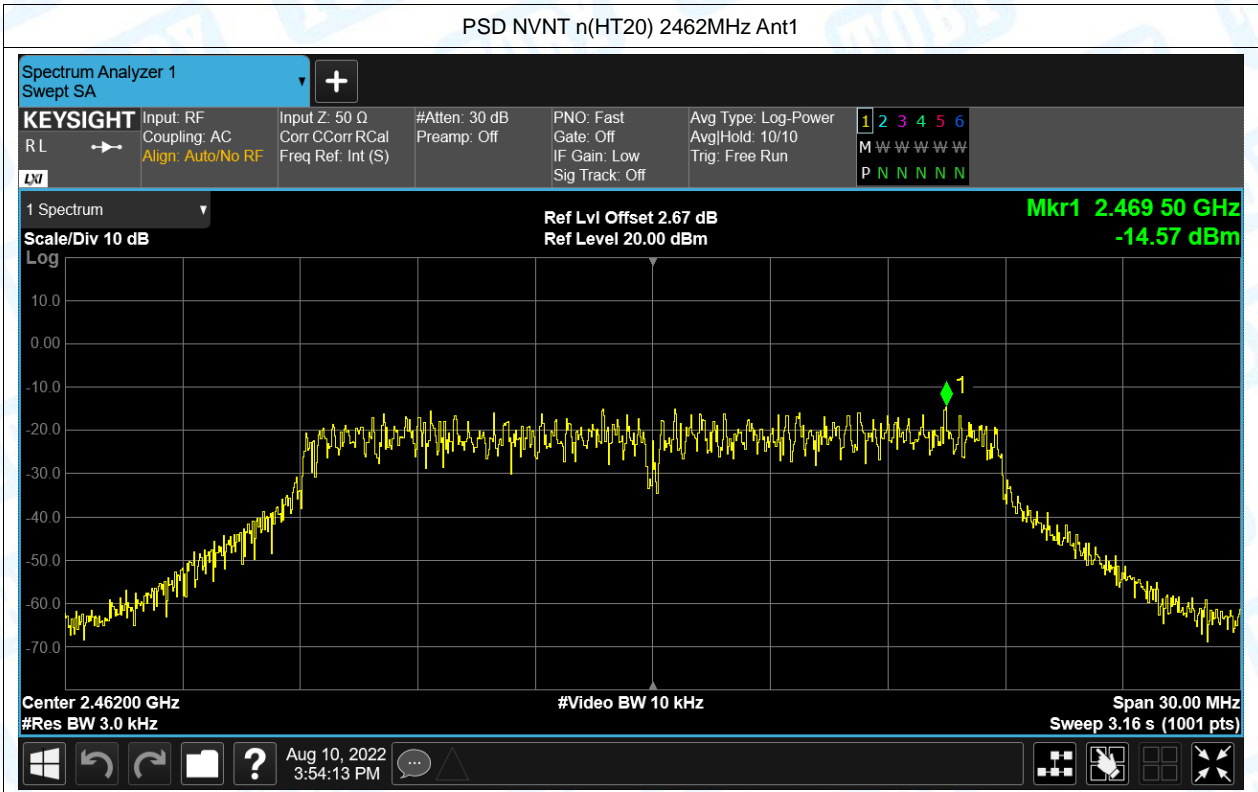 PSD NVNT n(HT20) 2462MHz Ant1
Spectrum Analyzer 1
Swept SA
+
KEYSIGHT
R L
LXI
Input: RF
Coupling: AC
Align: Auto/No RF
Input Z: 50 Ω
Corr CCorr RCal
Freq Ref: Int (S)
#Atten: 30 dB
Preamp: Off
PNO: Fast
Gate: Off
IF Gain: Low
Sig Track: Off
Avg Type: Log-Power
Avg|Hold: 10/10
Trig: Free Run
1 2 3 4 5 6
M W W W W W
P N N N N N
1 Spectrum
Scale/Div 10 dB
Ref Lvl Offset 2.67 dB
Ref Level 20.00 dBm
Mkr1 2.469 50 GHz
-14.57 dBm
Log
10.0
0.00
-10.0
-20.0
-30.0
-40.0
-50.0
-60.0
-70.0
1
Center 2.46200 GHz
#Res BW 3.0 kHz
#Video BW 10 kHz
Span 30.00 MHz
Sweep 3.16 s (1001 pts)
?
Aug 10, 2022
3:54:13 PM